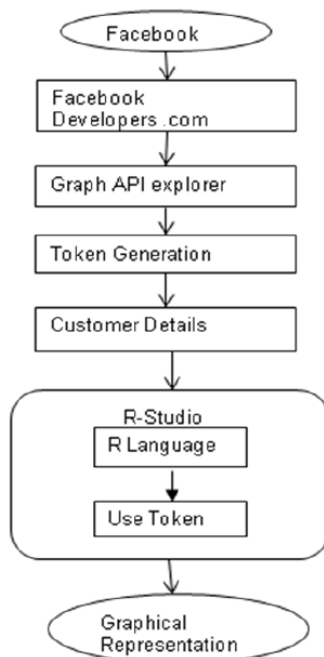 Facebook
Facebook
Developers.com
Graph API explorer
Token Generation
Customer Details
R-Studio
R Language
Use Token
Graphical
Representation